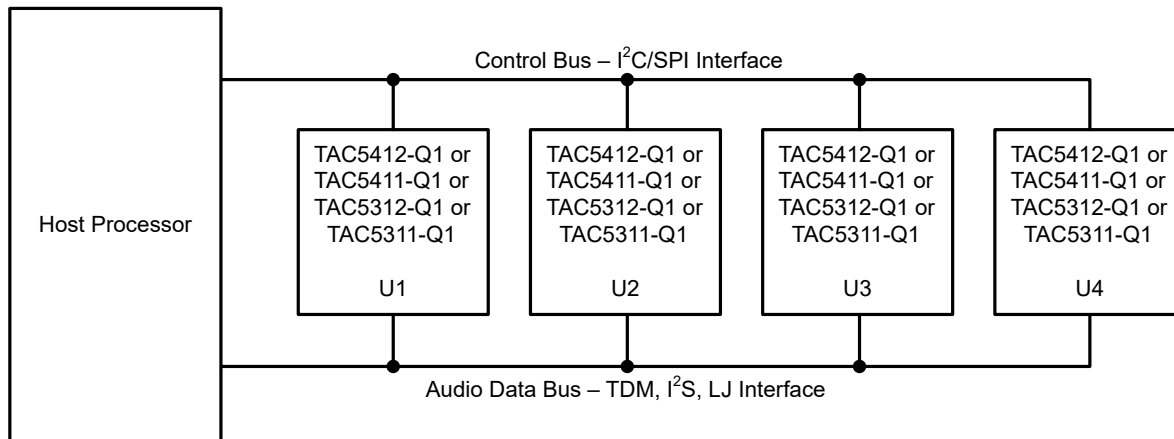 Control Bus – I²C/SPI Interface
Host Processor
TAC5412-Q1 or
TAC5411-Q1 or
TAC5312-Q1 or
TAC5311-Q1
U1
TAC5412-Q1 or
TAC5411-Q1 or
TAC5312-Q1 or
TAC5311-Q1
U2
TAC5412-Q1 or
TAC5411-Q1 or
TAC5312-Q1 or
TAC5311-Q1
U3
TAC5412-Q1 or
TAC5411-Q1 or
TAC5312-Q1 or
TAC5311-Q1
U4
Audio Data Bus – TDM, I²S, LJ Interface